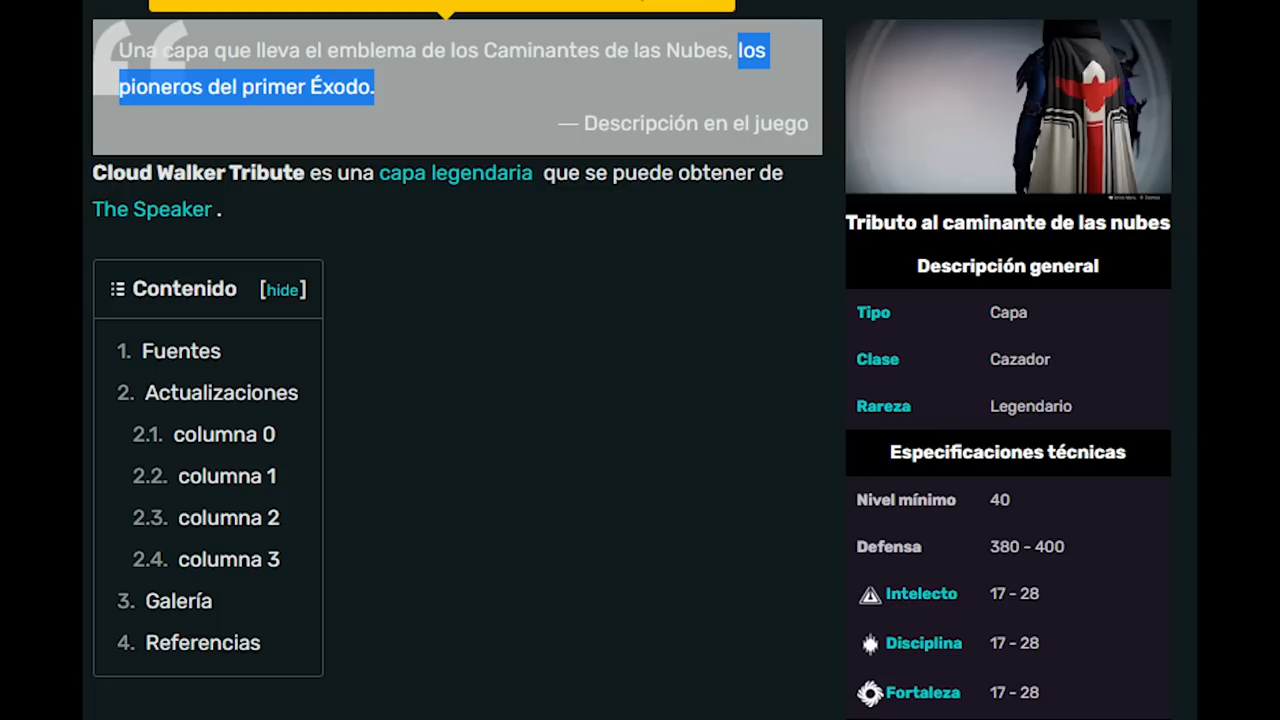 Una capa que lleva el emblema de los Caminantes de las Nubes, los
pioneros del primer Éxodo.
— Descripción en el juego
Cloud Walker Tribute es una capa legendaria que se puede obtener de
The Speaker .
Contenido [hide]
1. Fuentes
2. Actualizaciones
2.1. columna 0
2.2. columna 1
2.3. columna 2
2.4. columna 3
3. Galería
4. Referencias
Tributo al caminante de las nubes
Descripción general
Tipo Capa
Clase Cazador
Rareza Legendario
Especificaciones técnicas
Nivel mínimo 40
Defensa 380 - 400
Intelecto 17 - 28
Disciplina 17 - 28
Fortaleza 17 - 28